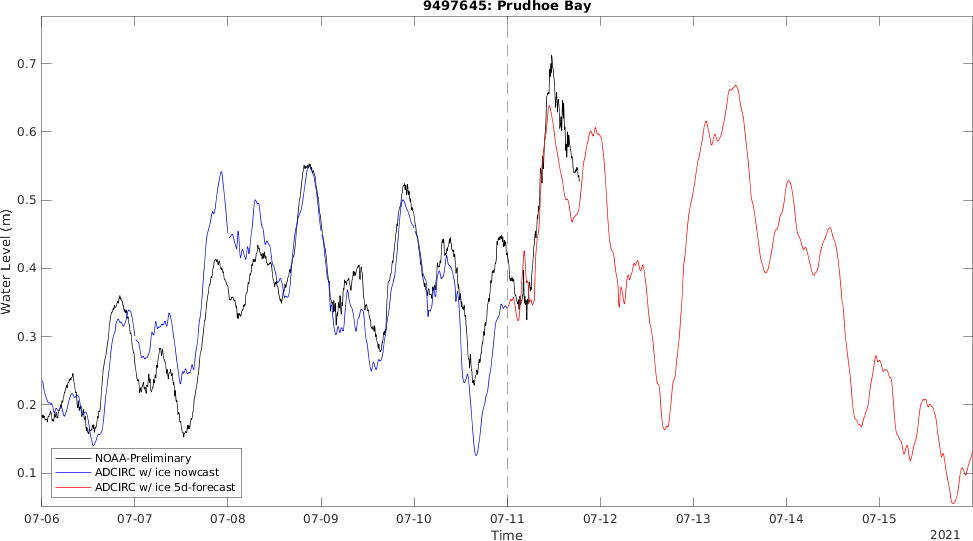 9497645: Prudhoe Bay
Water Level (m)
0.7
0.6
0.5
0.4
0.3
0.2
0.1
NOAA-Preliminary
ADCIRC w/ ice nowcast
ADCIRC w/ ice 5d-forecast
07-06 07-07 07-08 07-09 07-10 07-11 07-12 07-13 07-14 07-15
Time
2021